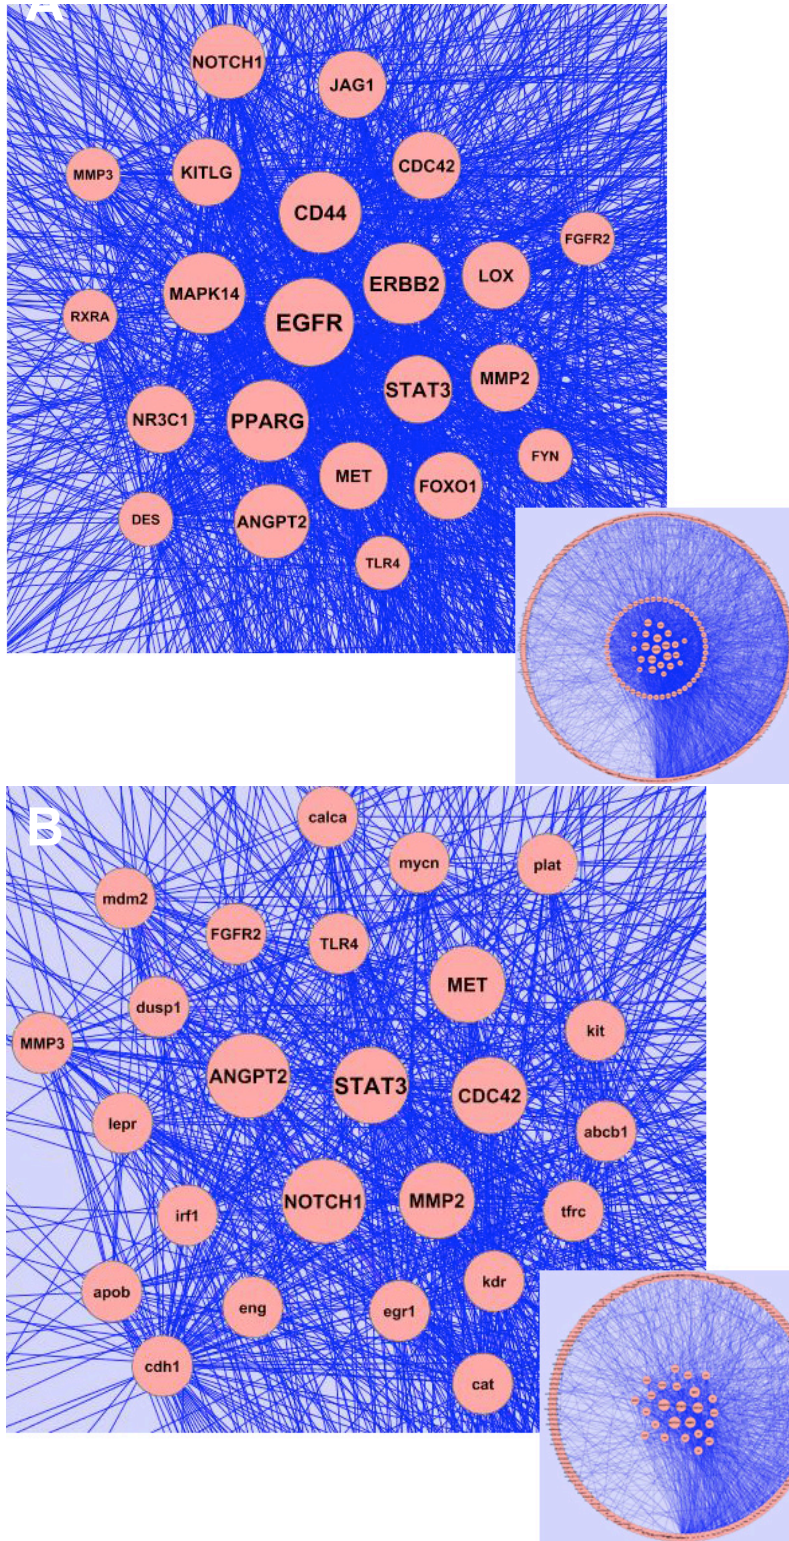 A
NOTCH1
JAG1
CDC42
MMP3
KITLG
CD44
FGFR2
ERBB2
LOX
MAPK14
RXRA
EGFR
STAT3
MMP2
NR3C1
PPARG
FYN
MET
FOXO1
DES
ANGPT2
TLR4
B
calca
mycn
plat
mdm2
FGFR2
TLR4
MET
dusp1
kit
MMP3
ANGPT2
STAT3
CDC42
lepr
abcb1
NOTCH1
MMP2
irf1
tfrc
apob
eng
egr1
kdr
cdh1
cat